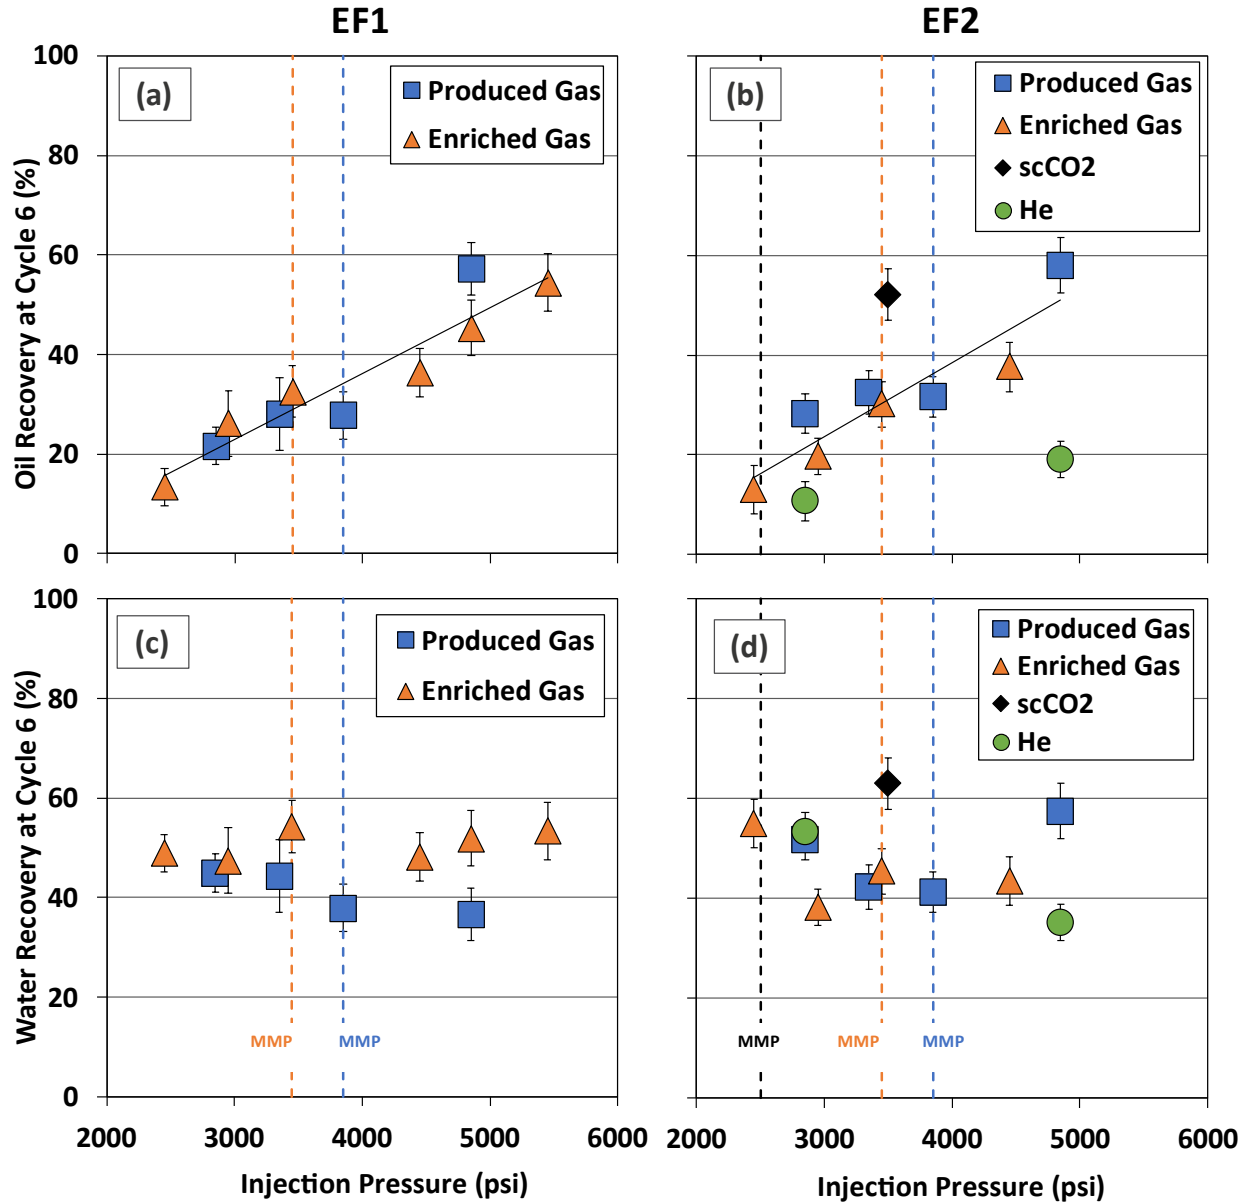 EF1
EF2
Oil Recovery at Cycle 6 (%)
100
80
60
40
20
0
(a)
Produced Gas
Enriched Gas
(b)
Produced Gas
Enriched Gas
scCO2
He
Water Recovery at Cycle 6 (%)
100
80
60
40
20
0
(c)
Produced Gas
Enriched Gas
MMP
MMP
(d)
Produced Gas
Enriched Gas
scCO2
He
MMP
MMP
MMP
2000 3000 4000 5000 6000
2000 3000 4000 5000 6000
Injection Pressure (psi)
Injection Pressure (psi)